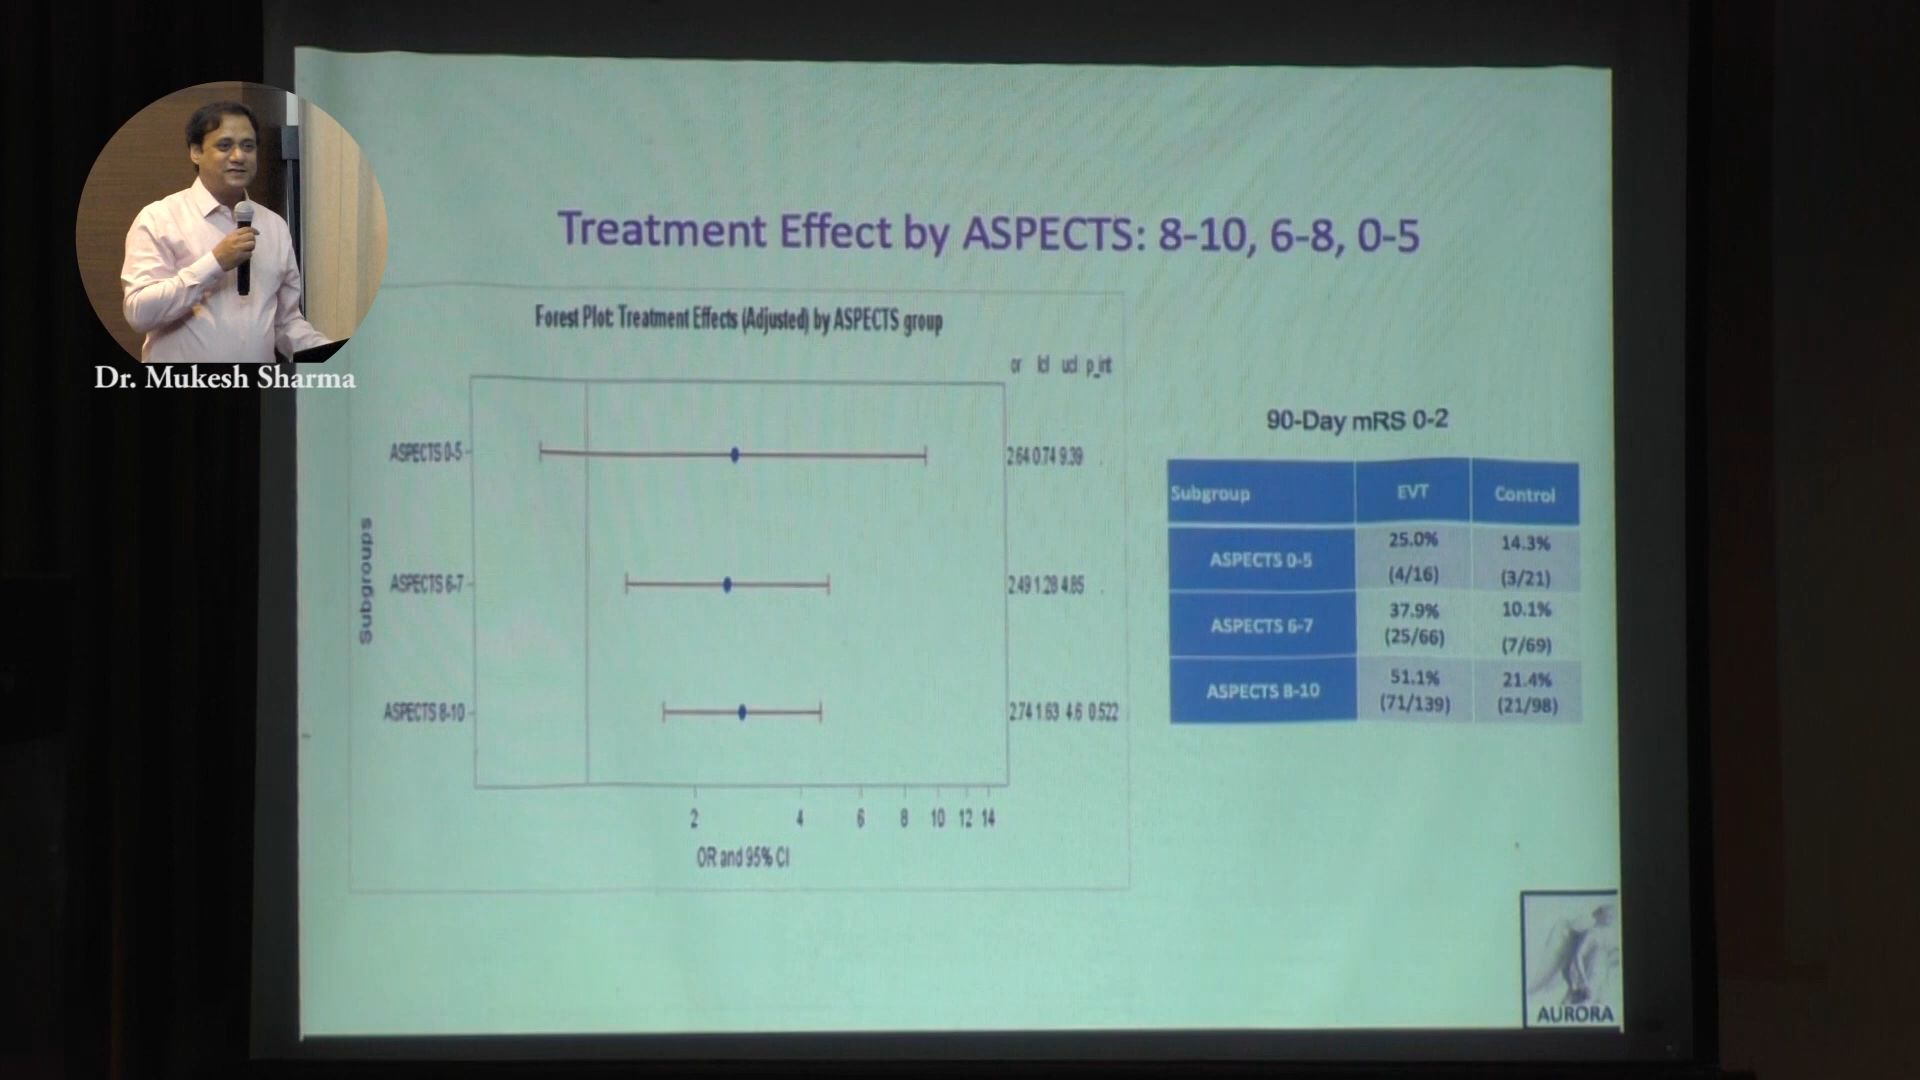 Dr. Mukesh Sharma
Treatment Effect by ASPECTS: 8-10, 6-8, 0-5
Forest Plot: Treatment Effects (Adjusted) by ASPECTS group
or lcl ucl p_int
ASPECTS 0-5
2.64 0.74 9.39 .
ASPECTS 6-7
2.49 1.28 4.85 .
ASPECTS 8-10
2.74 1.63 4.6 0.522
Subgroups
2 4 6 8 10 12 14
OR and 95% CI
90-Day mRS 0-2
Subgroup EVT Control
ASPECTS 0-5 25.0% 14.3%
(4/16) (3/21)
ASPECTS 6-7 37.9% 10.1%
(25/66) (7/69)
ASPECTS 8-10 51.1% 21.4%
(71/139) (21/98)
AURORA